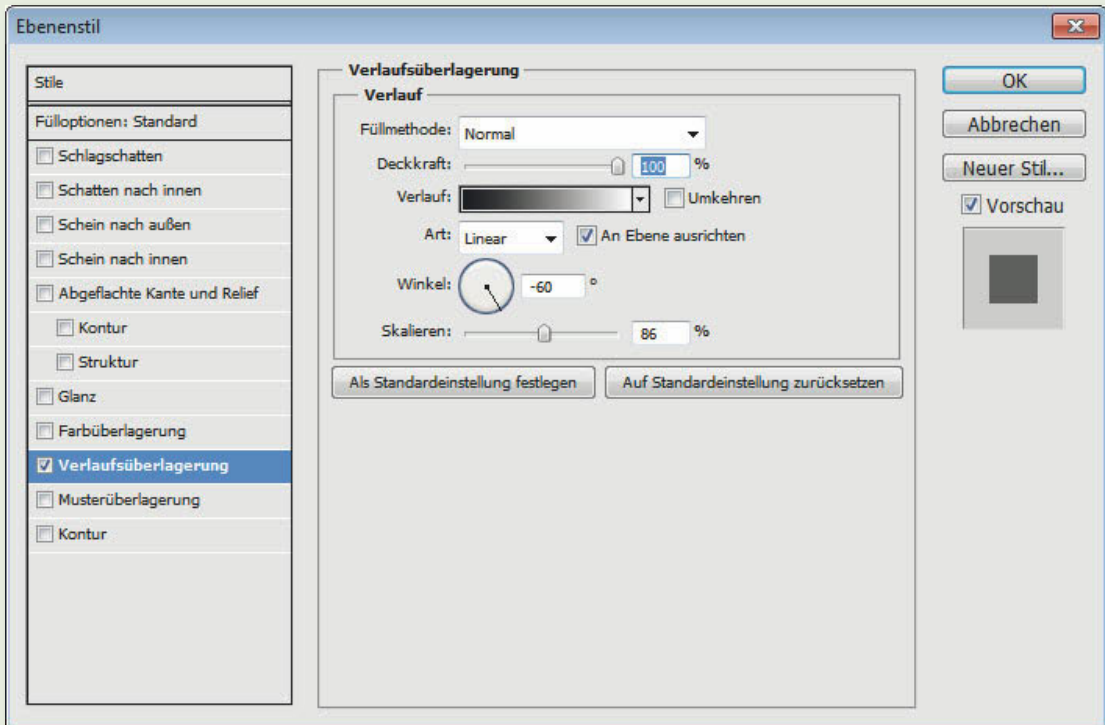 Ebenenstil
Stile
Fülloptionen: Standard
Schlagschatten
Schatten nach innen
Schein nach außen
Schein nach innen
Abgeflachte Kante und Relief
Kontur
Struktur
Glanz
Farbüberlagerung
Verlaufsüberlagerung
Musterüberlagerung
Kontur
Verlaufsüberlagerung
Verlauf
Füllmethode: Normal
Deckkraft: 100 %
Verlauf: Umkehren
Art: Linear An Ebene ausrichten
Winkel: -60 °
Skalieren: 86 %
Als Standardeinstellung festlegen Auf Standardeinstellung zurücksetzen
OK
Abbrechen
Neuer Stil...
Vorschau